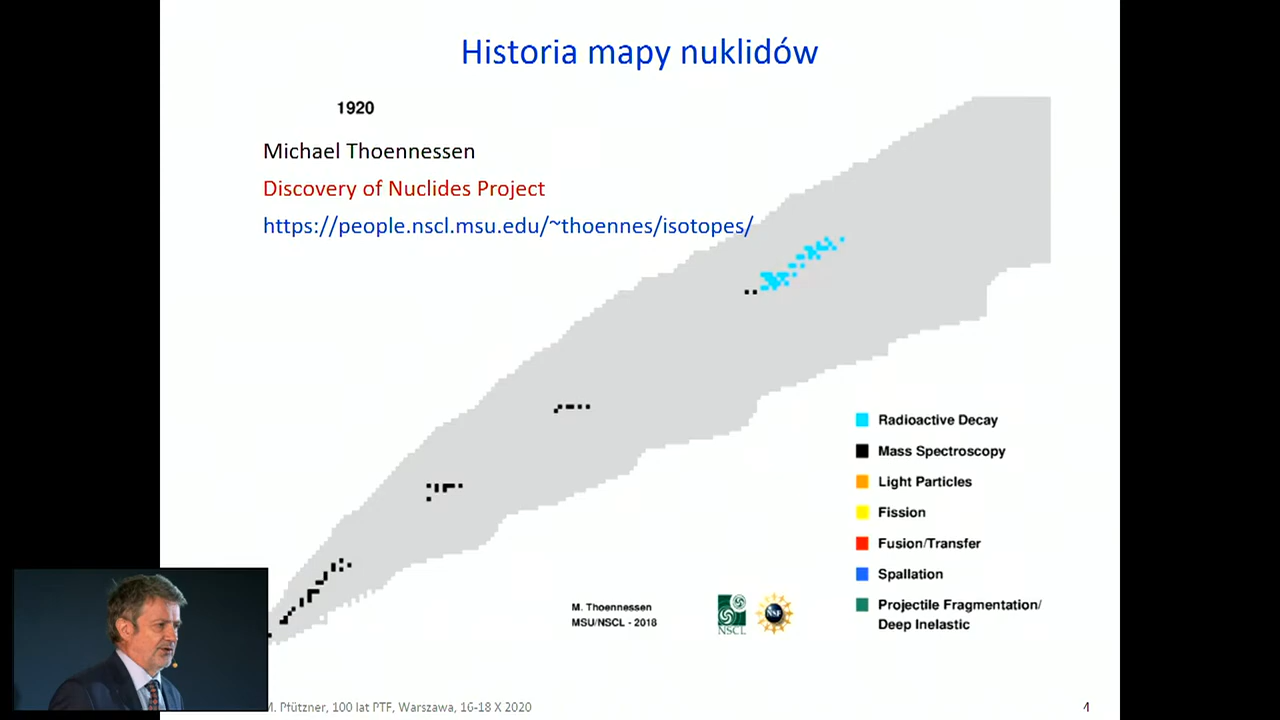 Historia mapy nuklidów
1920
Michael Thoennessen
Discovery of Nuclides Project
https://people.nscl.msu.edu/~thoennes/isotopes/
Radioactive Decay
Mass Spectroscopy
Light Particles
Fission
Fusion/Transfer
Spallation
Projectile Fragmentation/
Deep Inelastic
M. Thoennessen
MSU/NSCL - 2018
NSCL
NSF
M. Pfützner, 100 lat PTF, Warszawa, 16-18 X 2020
4